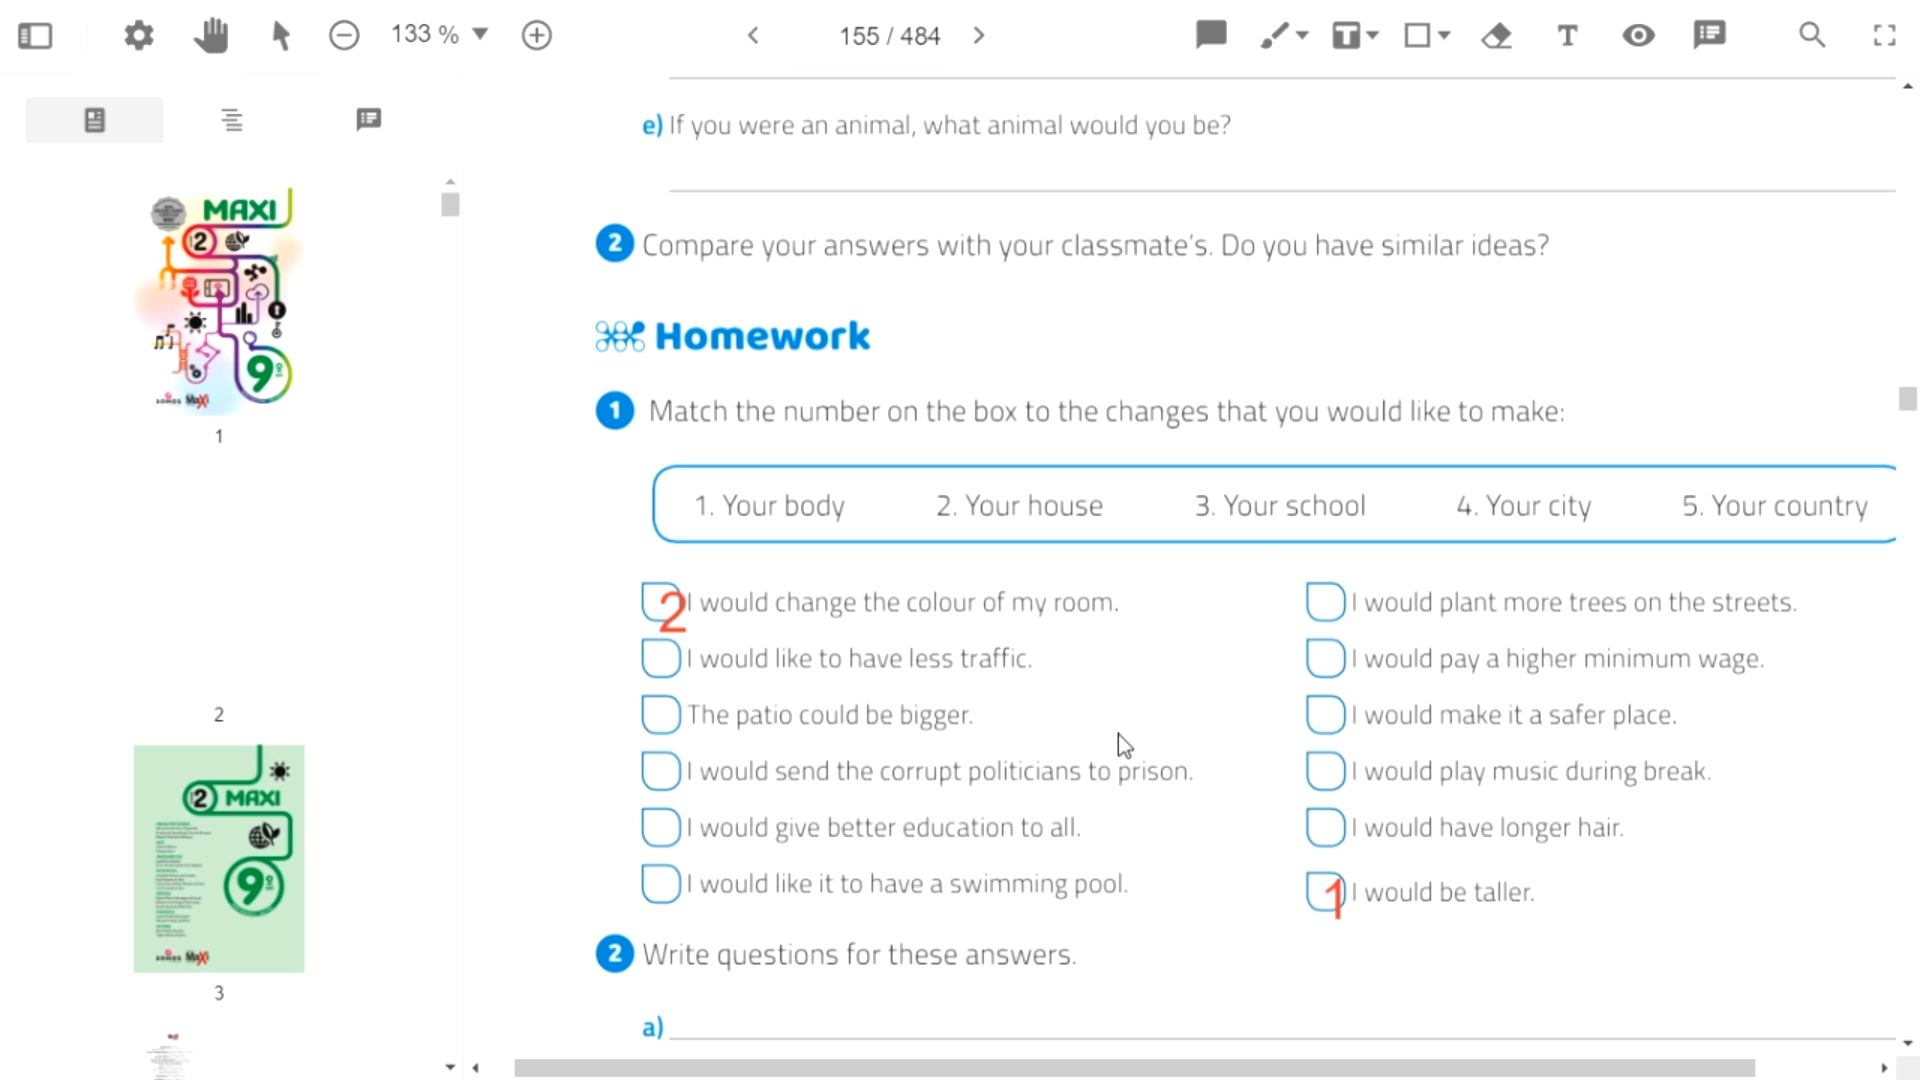 133 %
155 / 484
e) If you were an animal, what animal would you be?
2 Compare your answers with your classmate's. Do you have similar ideas?
Homework
1 Match the number on the box to the changes that you would like to make:
1. Your body 2. Your house 3. Your school 4. Your city 5. Your country
2 I would change the colour of my room.
I would like to have less traffic.
The patio could be bigger.
I would send the corrupt politicians to prison.
I would give better education to all.
I would like it to have a swimming pool.
I would plant more trees on the streets.
I would pay a higher minimum wage.
I would make it a safer place.
I would play music during break.
I would have longer hair.
1 I would be taller.
2 Write questions for these answers.
a)
MAXI
2
9
SOMOS Maxi
1
2
2 MAXI
9
SOMOS Maxi
3